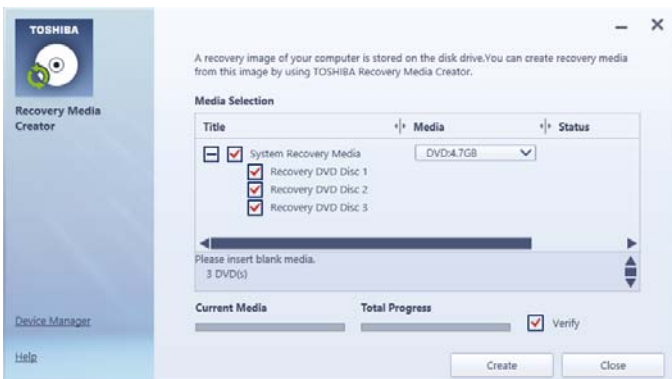 TOSHIBA
Recovery Media
Creator
A recovery image of your computer is stored on the disk drive.You can create recovery media
from this image by using TOSHIBA Recovery Media Creator.
Media Selection
Title Media Status
System Recovery Media DVD:4.7GB
Recovery DVD Disc 1
Recovery DVD Disc 2
Recovery DVD Disc 3
Please insert blank media.
3 DVD(s)
Current Media Total Progress
Verify
Device Manager
Help
Create Close